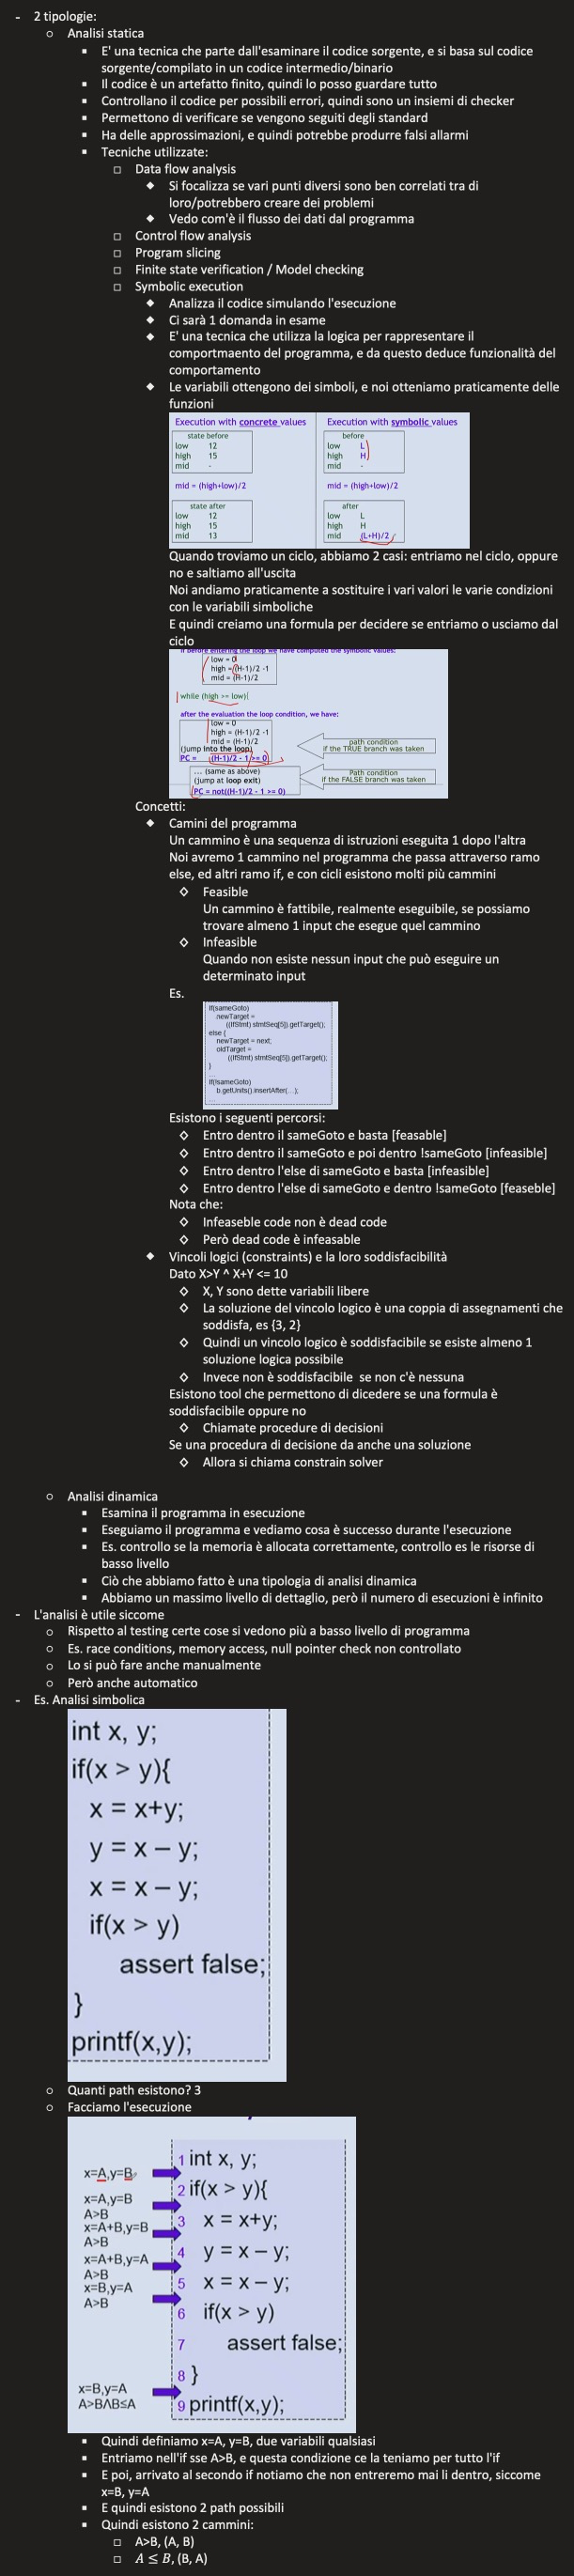 - 2 tipologie:
o Analisi statica
▪ E' una tecnica che parte dall'esaminare il codice sorgente, e si basa sul codice
sorgente/compilato in un codice intermedio/binario
▪ Il codice è un artefatto finito, quindi lo posso guardare tutto
▪ Controllano il codice per possibili errori, quindi sono un insiemi di checker
▪ Permettono di verificare se vengono seguiti degli standard
▪ Ha delle approssimazioni, e quindi potrebbe produrre falsi allarmi
▪ Tecniche utilizzate:
□ Data flow analysis
◆ Si focalizza se vari punti diversi sono ben correlati tra di
loro/potrebbero creare dei problemi
◆ Vedo com'è il flusso dei dati dal programma
□ Control flow analysis
□ Program slicing
□ Finite state verification / Model checking
□ Symbolic execution
◆ Analizza il codice simulando l'esecuzione
◆ Ci sarà 1 domanda in esame
◆ E' una tecnica che utilizza la logica per rappresentare il
comportmaento del programma, e da questo deduce funzionalità del
comportamento
◆ Le variabili ottengono dei simboli, e noi otteniamo praticamente delle
funzioni
Execution with concrete values
state before
low 12
high 15
mid -
mid = (high+low)/2
state after
low 12
high 15
mid 13
Execution with symbolic values
before
low L
high H
mid -
mid = (high+low)/2
after
low L
high H
mid (L+H)/2
Quando troviamo un ciclo, abbiamo 2 casi: entriamo nel ciclo, oppure
no e saltiamo all'uscita
Noi andiamo praticamente a sostituire i vari valori le varie condizioni
con le variabili simboliche
E quindi creiamo una formula per decidere se entriamo o usciamo dal
ciclo
if before entering the loop we have computed the symbolic values:
low = 0
high = (H-1)/2 -1
mid = (H-1)/2
while (high >= low){
after the evaluation the loop condition, we have:
low = 0
high = (H-1)/2 -1
mid = (H-1)/2
(jump into the loop)
PC = (H-1)/2 - 1 >= 0)
path condition
if the TRUE branch was taken
... (same as above)
(jump at loop exit)
PC = not((H-1)/2 - 1 >= 0)
Path condition
if the FALSE branch was taken
Concetti:
◆ Camini del programma
Un cammino è una sequenza di istruzioni eseguita 1 dopo l'altra
Noi avremo 1 cammino nel programma che passa attraverso ramo
else, ed altri ramo if, e con cicli esistono molti più cammini
◇ Feasible
Un cammino è fattibile, realmente eseguibile, se possiamo
trovare almeno 1 input che esegue quel cammino
◇ Infeasible
Quando non esiste nessun input che può eseguire un
determinato input
Es.
if(sameGoto)
newTarget =
((IfStmt) stmtSeq[5]).getTarget();
else {
newTarget = next;
oldTarget =
((IfStmt) stmtSeq[5]).getTarget();
}
...
if(!sameGoto)
b.getUnits().insertAfter(...);
...
Esistono i seguenti percorsi:
◇ Entro dentro il sameGoto e basta [feasable]
◇ Entro dentro il sameGoto e poi dentro !sameGoto [infeasible]
◇ Entro dentro l'else di sameGoto e basta [infeasible]
◇ Entro dentro l'else di sameGoto e dentro !sameGoto [feaseble]
Nota che:
◇ Infeaseble code non è dead code
◇ Però dead code è infeasable
◆ Vincoli logici (constraints) e la loro soddisfacibilità
Dato X>Y ^ X+Y <= 10
◇ X, Y sono dette variabili libere
◇ La soluzione del vincolo logico è una coppia di assegnamenti che
soddisfa, es {3, 2}
◇ Quindi un vincolo logico è soddisfacibile se esiste almeno 1
soluzione logica possibile
◇ Invece non è soddisfacibile se non c'è nessuna
Esistono tool che permettono di dicedere se una formula è
soddisfacibile oppure no
◇ Chiamate procedure di decisioni
Se una procedura di decisione da anche una soluzione
◇ Allora si chiama constrain solver
o Analisi dinamica
▪ Esamina il programma in esecuzione
▪ Eseguiamo il programma e vediamo cosa è successo durante l'esecuzione
▪ Es. controllo se la memoria è allocata correttamente, controllo es le risorse di
basso livello
▪ Ciò che abbiamo fatto è una tipologia di analisi dinamica
▪ Abbiamo un massimo livello di dettaglio, però il numero di esecuzioni è infinito
- L'analisi è utile siccome
o Rispetto al testing certe cose si vedono più a basso livello di programma
o Es. race conditions, memory access, null pointer check non controllato
o Lo si può fare anche manualmente
o Però anche automatico
- Es. Analisi simbolica
int x, y;
if(x > y){
x = x+y;
y = x – y;
x = x – y;
if(x > y)
assert false;
}
printf(x,y);
o Quanti path esistono? 3
o Facciamo l'esecuzione
x=A,y=B
x=A,y=B
A>B
x=A+B,y=B
A>B
x=A+B,y=A
A>B
x=B,y=A
A>B
x=B,y=A
A>B∧B≤A
1 int x, y;
2 if(x > y){
3 x = x+y;
4 y = x – y;
5 x = x – y;
6 if(x > y)
7 assert false;
8 }
9 printf(x,y);
▪ Quindi definiamo x=A, y=B, due variabili qualsiasi
▪ Entriamo nell'if sse A>B, e questa condizione ce la teniamo per tutto l'if
▪ E poi, arrivato al secondo if notiamo che non entreremo mai li dentro, siccome
x=B, y=A
▪ E quindi esistono 2 path possibili
▪ Quindi esistono 2 cammini:
□ A>B, (A, B)
□ A ≤ B, (B, A)